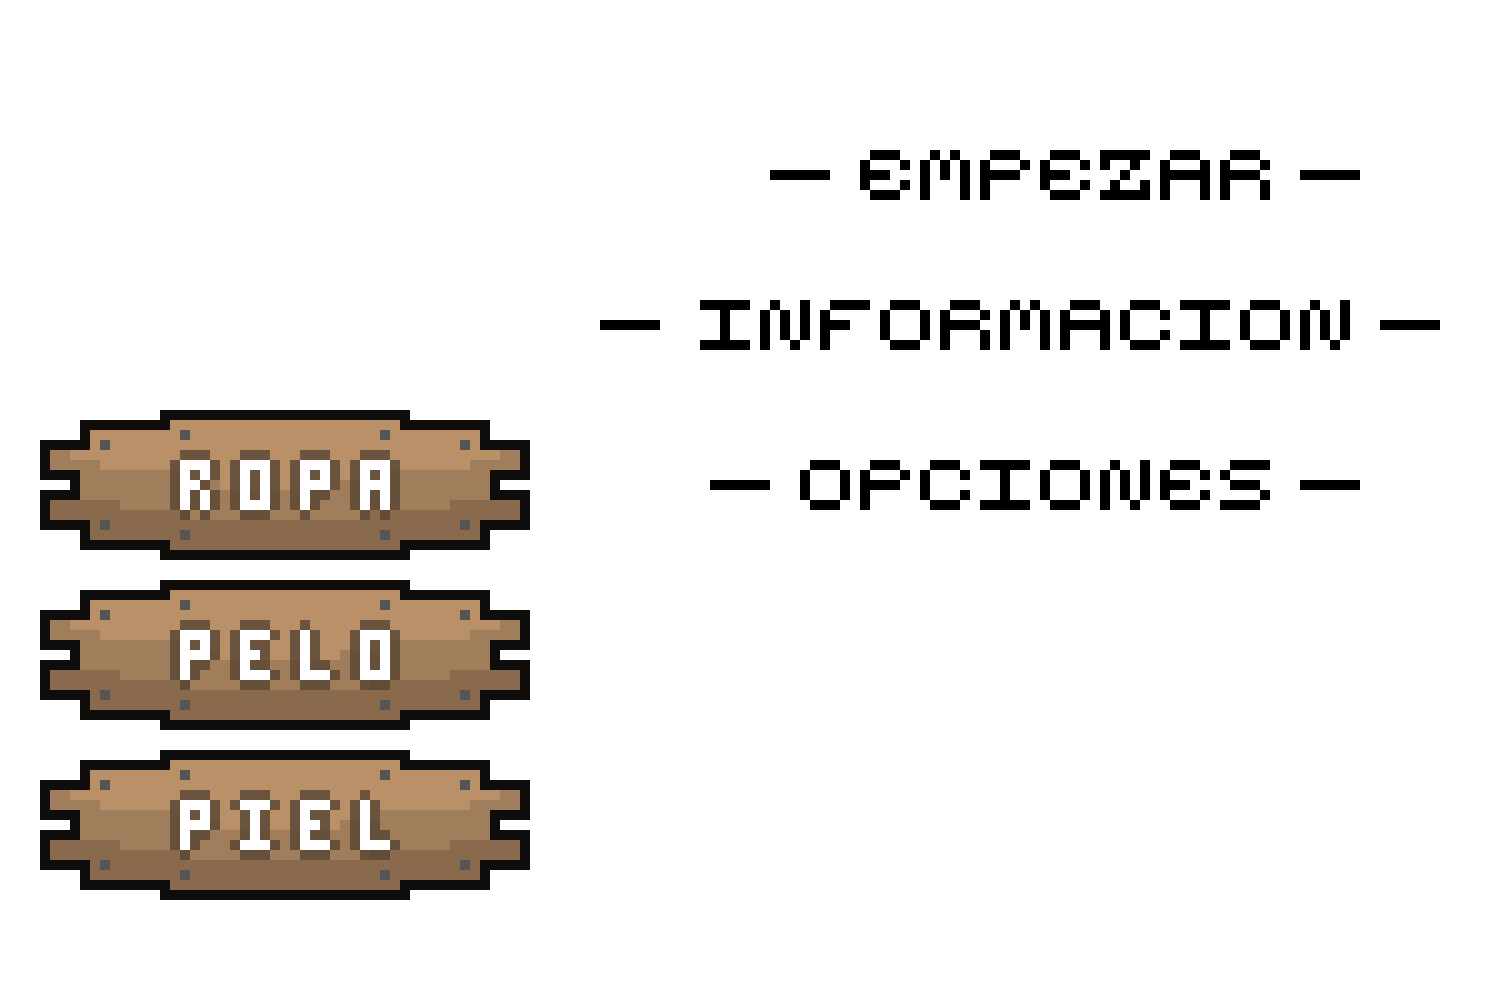 — EMPEZAR —
— INFORMACION —
— OPCIONES —
ROPA
PELO
PIEL